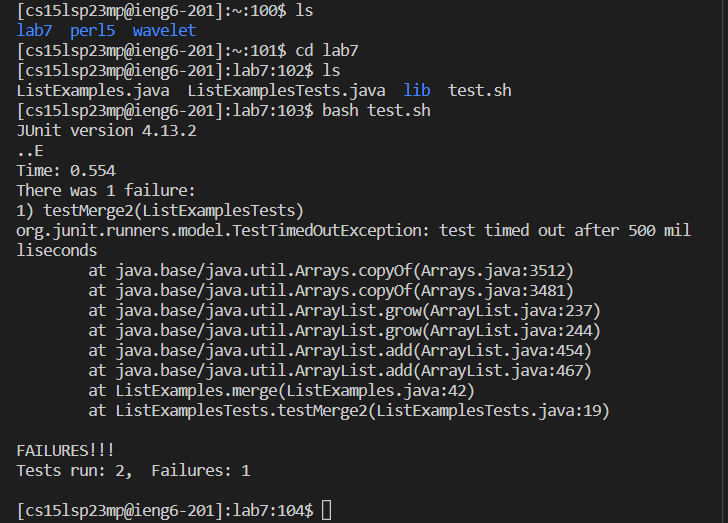 [cs15lsp23mp@ieng6-201]:~:100$ ls
lab7  perl5  wavelet
[cs15lsp23mp@ieng6-201]:~:101$ cd lab7
[cs15lsp23mp@ieng6-201]:lab7:102$ ls
ListExamples.java  ListExamplesTests.java  lib  test.sh
[cs15lsp23mp@ieng6-201]:lab7:103$ bash test.sh
JUnit version 4.13.2
..E
Time: 0.554
There was 1 failure:
1) testMerge2(ListExamplesTests)
org.junit.runners.model.TestTimedOutException: test timed out after 500 mil
liseconds
        at java.base/java.util.Arrays.copyOf(Arrays.java:3512)
        at java.base/java.util.Arrays.copyOf(Arrays.java:3481)
        at java.base/java.util.ArrayList.grow(ArrayList.java:237)
        at java.base/java.util.ArrayList.grow(ArrayList.java:244)
        at java.base/java.util.ArrayList.add(ArrayList.java:454)
        at java.base/java.util.ArrayList.add(ArrayList.java:467)
        at ListExamples.merge(ListExamples.java:42)
        at ListExamplesTests.testMerge2(ListExamplesTests.java:19)

FAILURES!!!
Tests run: 2,  Failures: 1

[cs15lsp23mp@ieng6-201]:lab7:104$